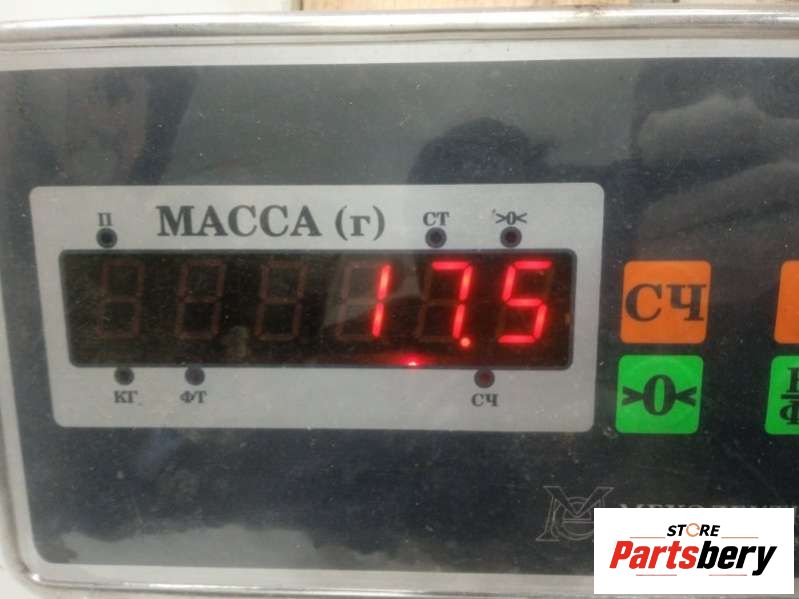 П МАССА (г) СТ >0<
17.5
КГ ФТ СЧ
СЧ
>0<
STORE
Partsbery